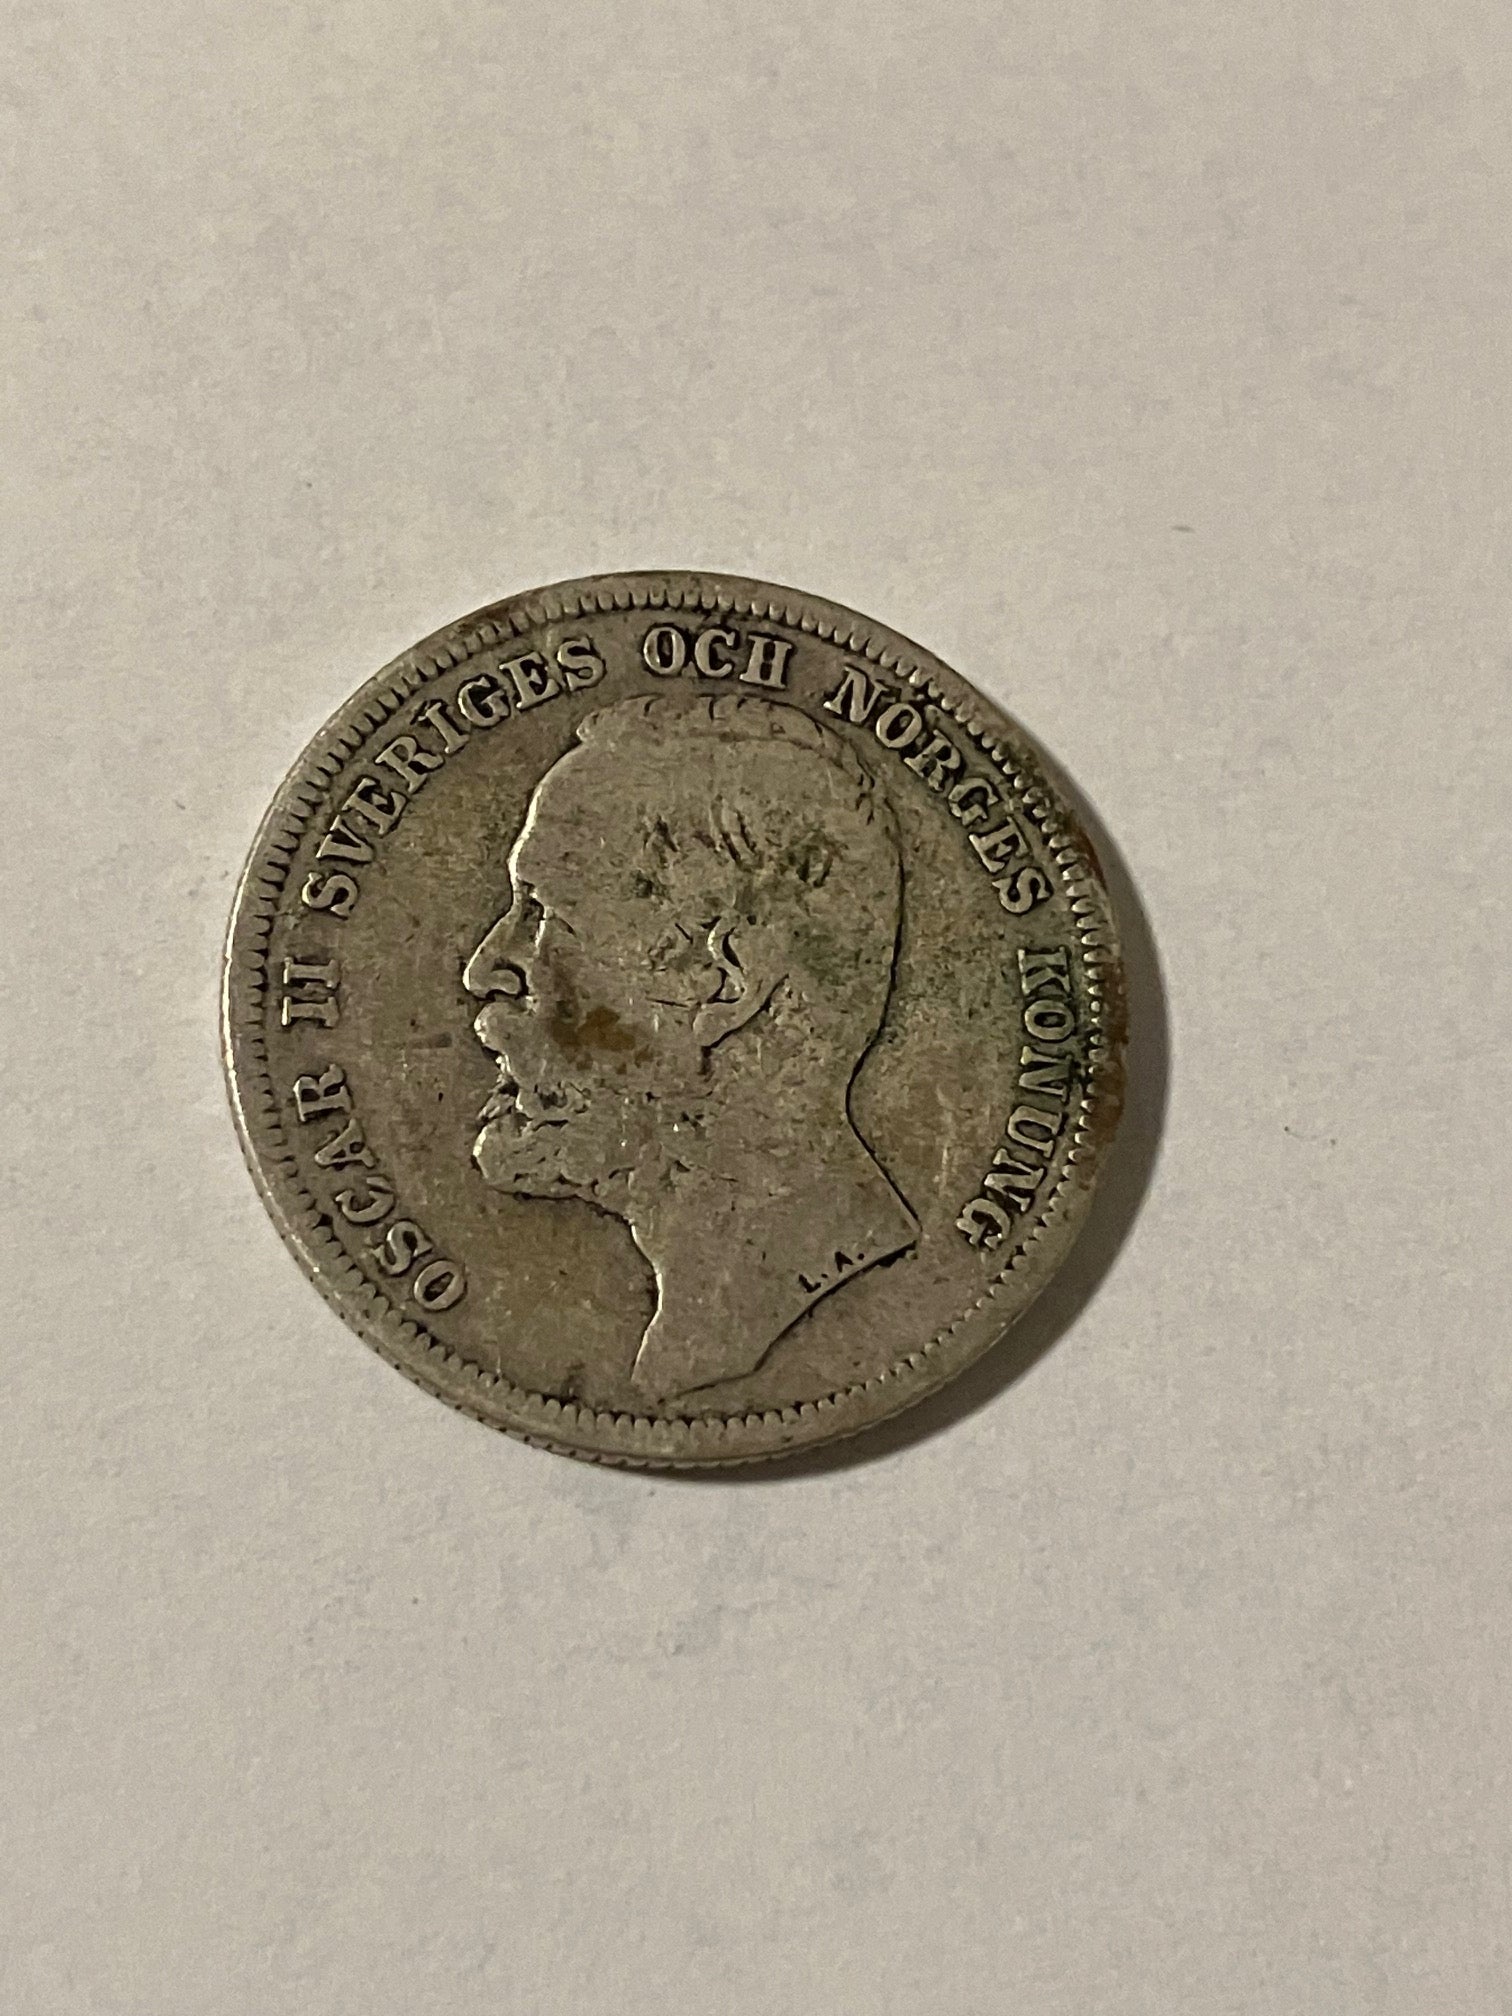 OSCAR II SVERIGES OCH NORGES KONUNG
L. A.